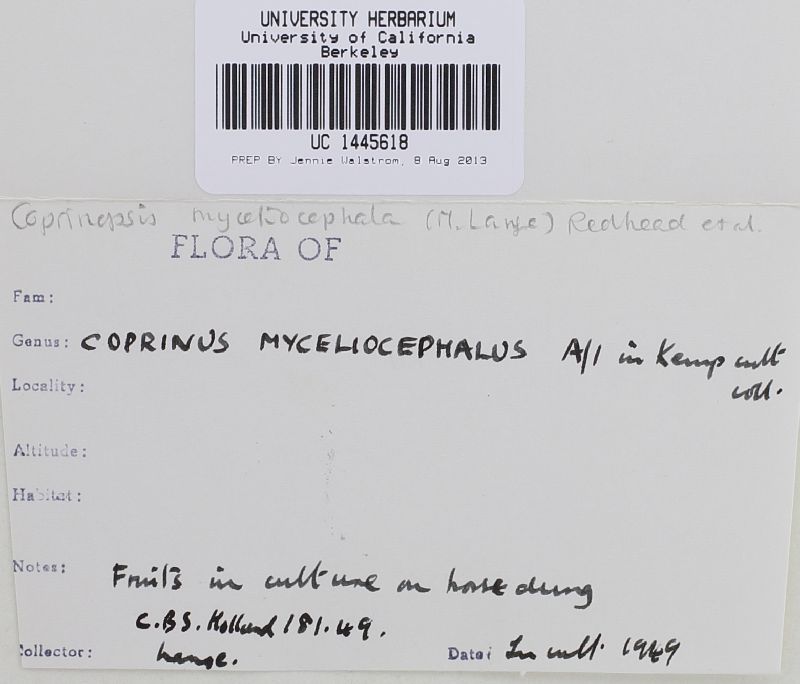 UNIVERSITY HERBARIUM
University of California
Berkeley
UC 1445618
PREP BY Jennie Walstrom, 8 Aug 2013
Coprinopsis myceliocephala (M. Lange) Redhead et al.
FLORA OF
Fam:
Genus: COPRINUS MYCELIOCEPHALUS A/1 in Kemp cult
coll.
Locality:
Altitude:
Habitat:
Notes: Fruits in culture on horse dung
C.B.S. Holland 181.49.
Collector: Lange. Date: In cult. 1949